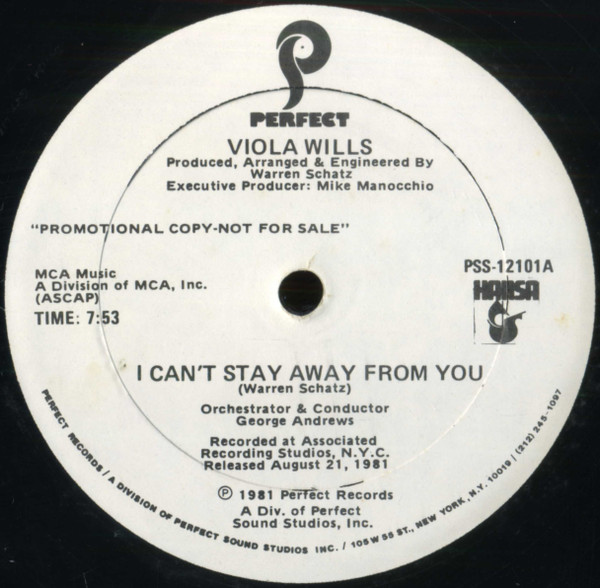 PERFECT
VIOLA WILLS
Produced, Arranged & Engineered By
Warren Schatz
Executive Producer: Mike Manocchio
"PROMOTIONAL COPY-NOT FOR SALE"
MCA Music
A Division of MCA, Inc.
(ASCAP)
TIME: 7:53
PSS-12101A
HANSA
I CAN'T STAY AWAY FROM YOU
(Warren Schatz)
Orchestrator & Conductor
George Andrews
Recorded at Associated
Recording Studios, N.Y.C.
Released August 21, 1981
℗ 1981 Perfect Records
A Div. of Perfect
Sound Studios, Inc.
PERFECT RECORDS / A DIVISION OF PERFECT SOUND STUDIOS INC. / 105 W 55 ST., NEW YORK, N.Y. 10019 / (212) 245-1097